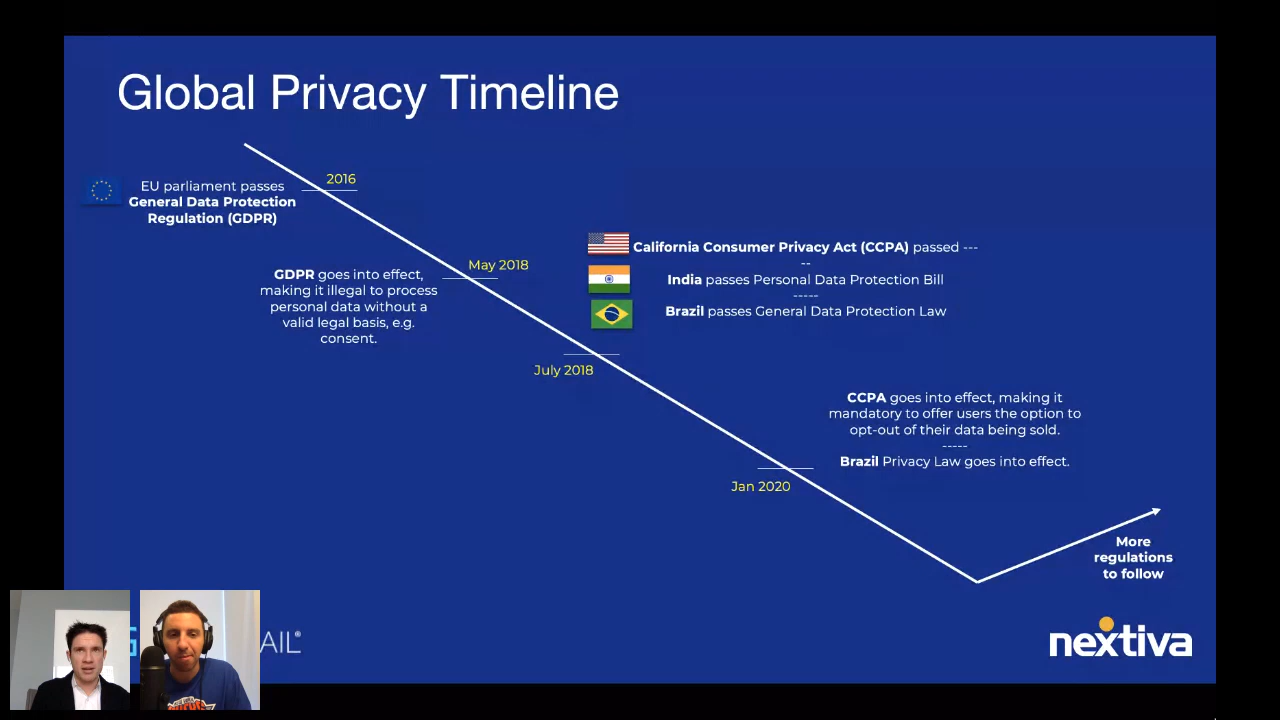 Global Privacy Timeline
2016
EU parliament passes
General Data Protection
Regulation (GDPR)
May 2018
GDPR goes into effect,
making it illegal to process
personal data without a
valid legal basis, e.g.
consent.
California Consumer Privacy Act (CCPA) passed ---
--
India passes Personal Data Protection Bill
-----
Brazil passes General Data Protection Law
July 2018
CCPA goes into effect, making it
mandatory to offer users the option to
opt-out of their data being sold.
-----
Brazil Privacy Law goes into effect.
Jan 2020
More
regulations
to follow
AIL®
nextiva